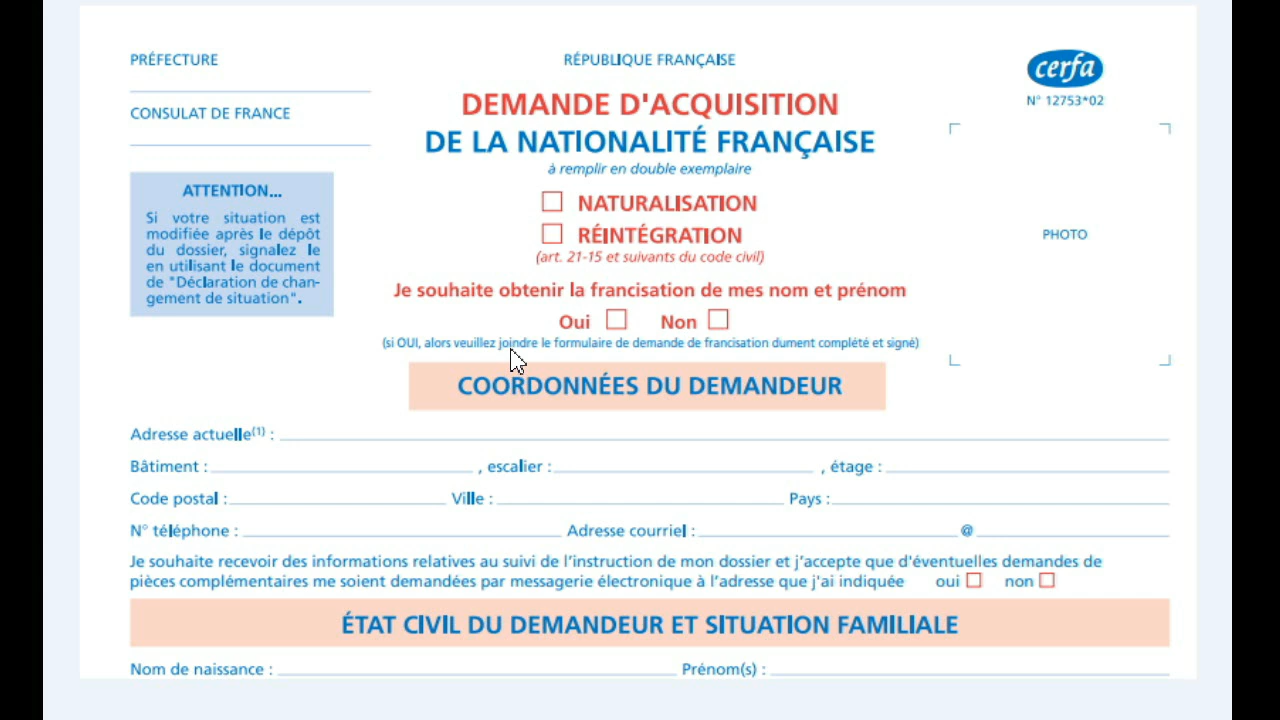 PRÉFECTURE
CONSULAT DE FRANCE
RÉPUBLIQUE FRANÇAISE
DEMANDE D'ACQUISITION
DE LA NATIONALITÉ FRANÇAISE
à remplir en double exemplaire
NATURALISATION
RÉINTÉGRATION
(art. 21-15 et suivants du code civil)
cerfa
N° 12753*02
PHOTO
ATTENTION...
Si votre situation est
modifiée après le dépôt
du dossier, signalez le
en utilisant le document
de "Déclaration de chan-
gement de situation".
Je souhaite obtenir la francisation de mes nom et prénom
Oui Non
(si OUI, alors veuillez joindre le formulaire de demande de francisation dument complété et signé)
COORDONNÉES DU DEMANDEUR
Adresse actuelle(1) :
Bâtiment : , escalier : , étage :
Code postal : Ville : Pays :
N° téléphone : Adresse courriel : @
Je souhaite recevoir des informations relatives au suivi de l'instruction de mon dossier et j'accepte que d'éventuelles demandes de
pièces complémentaires me soient demandées par messagerie électronique à l'adresse que j'ai indiquée oui non
ÉTAT CIVIL DU DEMANDEUR ET SITUATION FAMILIALE
Nom de naissance : Prénom(s) :